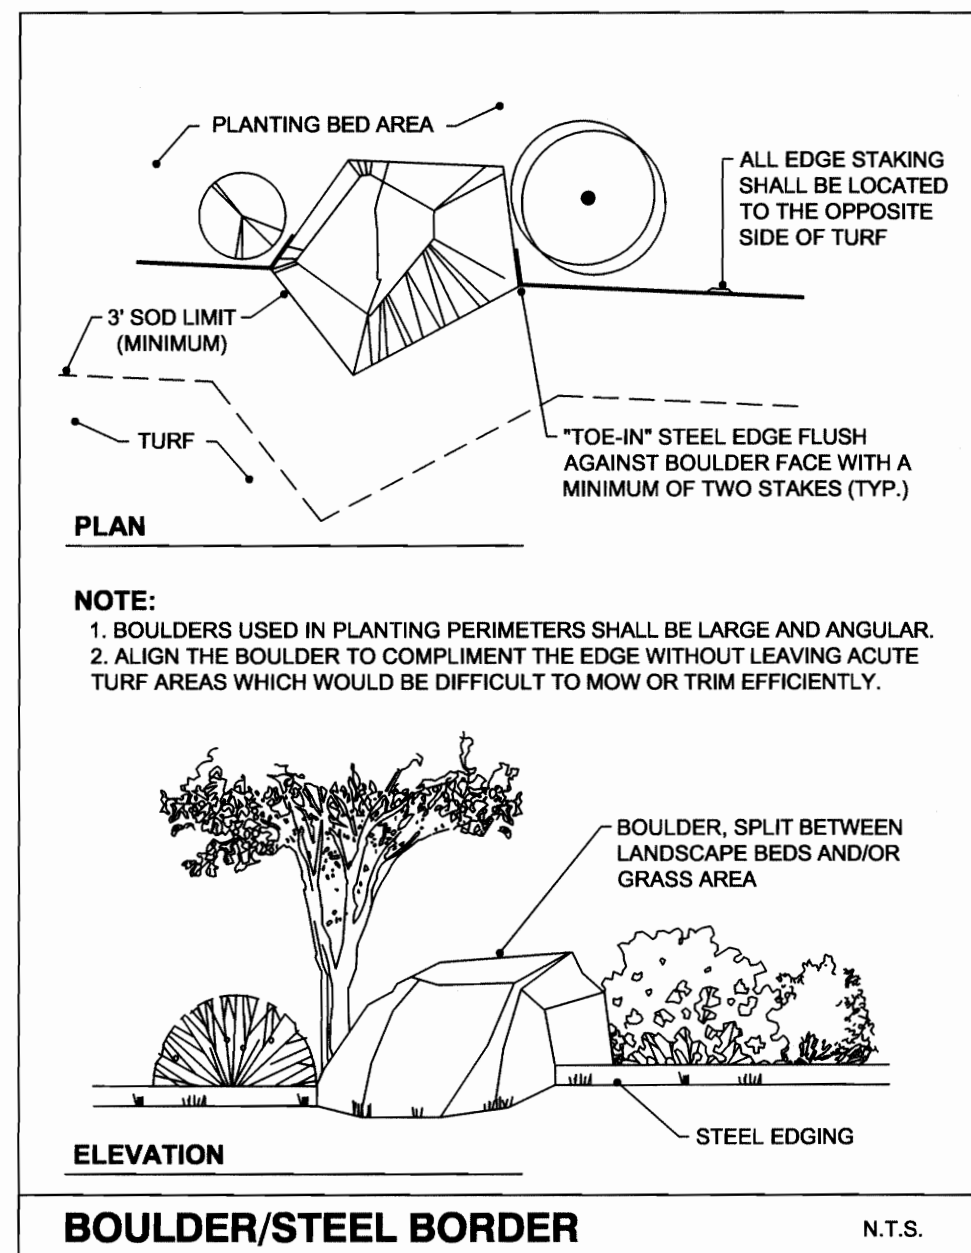 PLANTING BED AREA
ALL EDGE STAKING
SHALL BE LOCATED
TO THE OPPOSITE
SIDE OF TURF
3' SOD LIMIT
(MINIMUM)
TURF
"TOE-IN" STEEL EDGE FLUSH
AGAINST BOULDER FACE WITH A
MINIMUM OF TWO STAKES (TYP.)
PLAN
NOTE:
1. BOULDERS USED IN PLANTING PERIMETERS SHALL BE LARGE AND ANGULAR.
2. ALIGN THE BOULDER TO COMPLIMENT THE EDGE WITHOUT LEAVING ACUTE
TURF AREAS WHICH WOULD BE DIFFICULT TO MOW OR TRIM EFFICIENTLY.
BOULDER, SPLIT BETWEEN
LANDSCAPE BEDS AND/OR
GRASS AREA
STEEL EDGING
ELEVATION
BOULDER/STEEL BORDER
N.T.S.